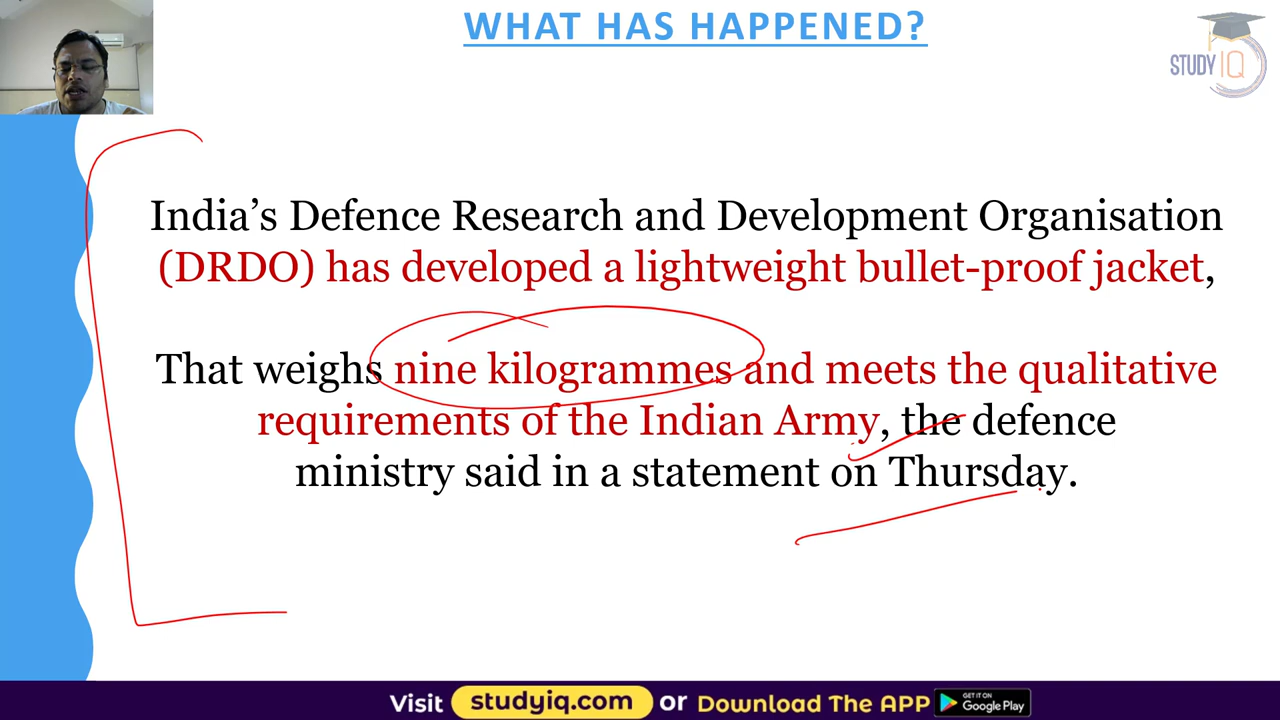 WHAT HAS HAPPENED?
STUDY IQ
India’s Defence Research and Development Organisation
(DRDO) has developed a lightweight bullet-proof jacket,
That weighs nine kilogrammes and meets the qualitative
requirements of the Indian Army, the defence
ministry said in a statement on Thursday.
Visit studyiq.com or Download The APP GET IT ON Google Play